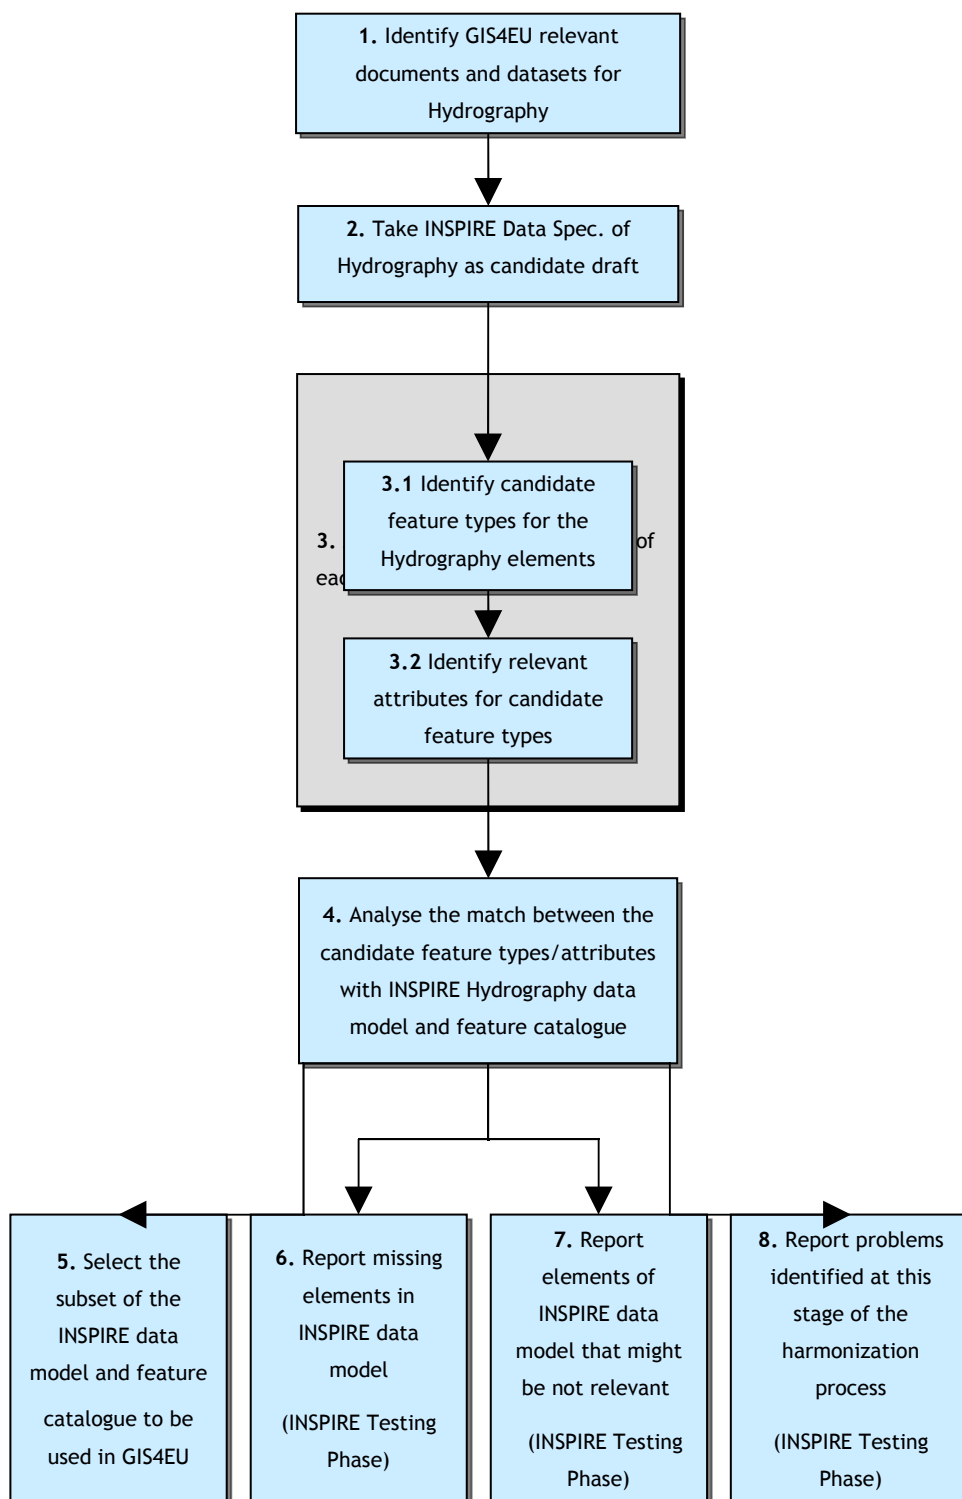 1. Identify GIS4EU relevant
documents and datasets for
Hydrography
2. Take INSPIRE Data Spec. of
Hydrography as candidate draft
3.1 Identify candidate
feature types for the
Hydrography elements
3. of
3.2 Identify relevant
attributes for candidate
feature types
4. Analyse the match between the
candidate feature types/attributes
with INSPIRE Hydrography data
model and feature catalogue
5. Select the
subset of the
INSPIRE data
model and feature
catalogue to be
used in GIS4EU
6. Report missing
elements in
INSPIRE data
model
(INSPIRE Testing
Phase)
7. Report
elements of
INSPIRE data
model that might
be not relevant
(INSPIRE Testing
Phase)
8. Report problems
identified at this
stage of the
harmonization
process
(INSPIRE Testing
Phase)